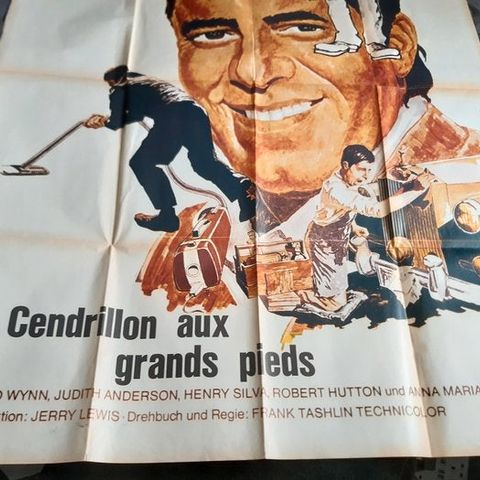 Cendrillon aux
grands pieds
WYNN, JUDITH ANDERSON, HENRY SILVA, ROBERT HUTTON und ANNA MARIA
JERRY LEWIS · Drehbuch und Regie: FRANK TASHLIN TECHNICOLOR